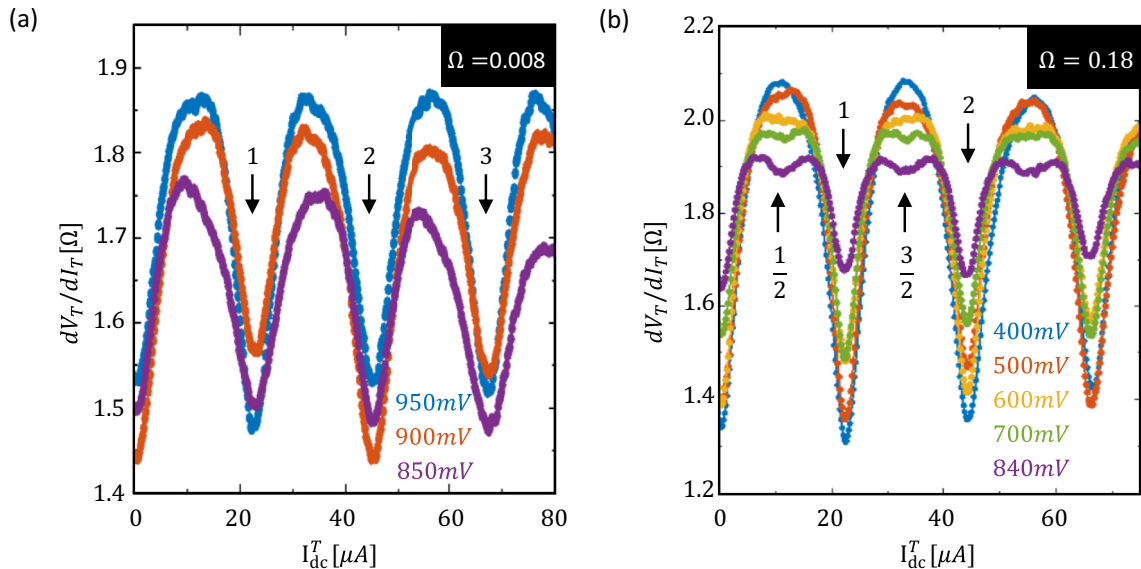 (a)
Ω =0.008
1.9
1.8
1.7
1.6
1.5
1.4
dV_T/dI_T [Ω]
1
2
3
950mV
900mV
850mV
0
20
40
60
80
I_dc^T [μA]
(b)
Ω = 0.18
2.2
2.0
1.8
1.6
1.4
1.2
dV_T/dI_T [Ω]
1
2
1/2
3/2
400mV
500mV
600mV
700mV
840mV
0
20
40
60
I_dc^T [μA]